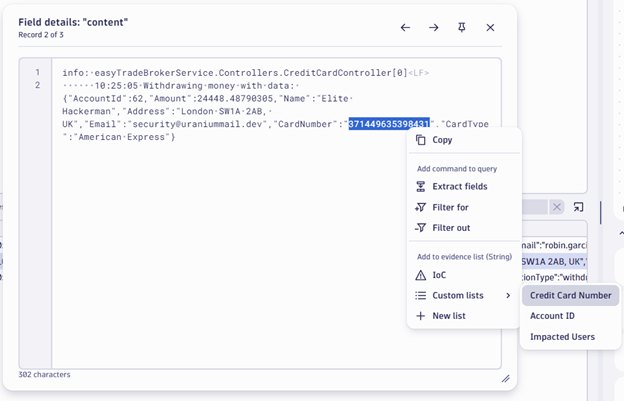 Field details: "content"
Record 2 of 3
1 info:·easyTradeBrokerService.Controllers.CreditCardController[0]<LF>
2 ······10:25:05·Withdrawing·money·with·data:·
{"AccountId":62,"Amount":24448.48790305,"Name":"Elite·
Hackerman","Address":"London·SW1A·2AB,·
UK","Email":"security@uraniummail.dev","CardNumber":"371449635398431","CardType
":"American·Express"}
Copy
Add command to query
Extract fields
Filter for
Filter out
Add to evidence list (String)
IoC
Custom lists
New list
Credit Card Number
Account ID
Impacted Users
mail":"robin.garci
SW1A 2AB, UK","
302 characters